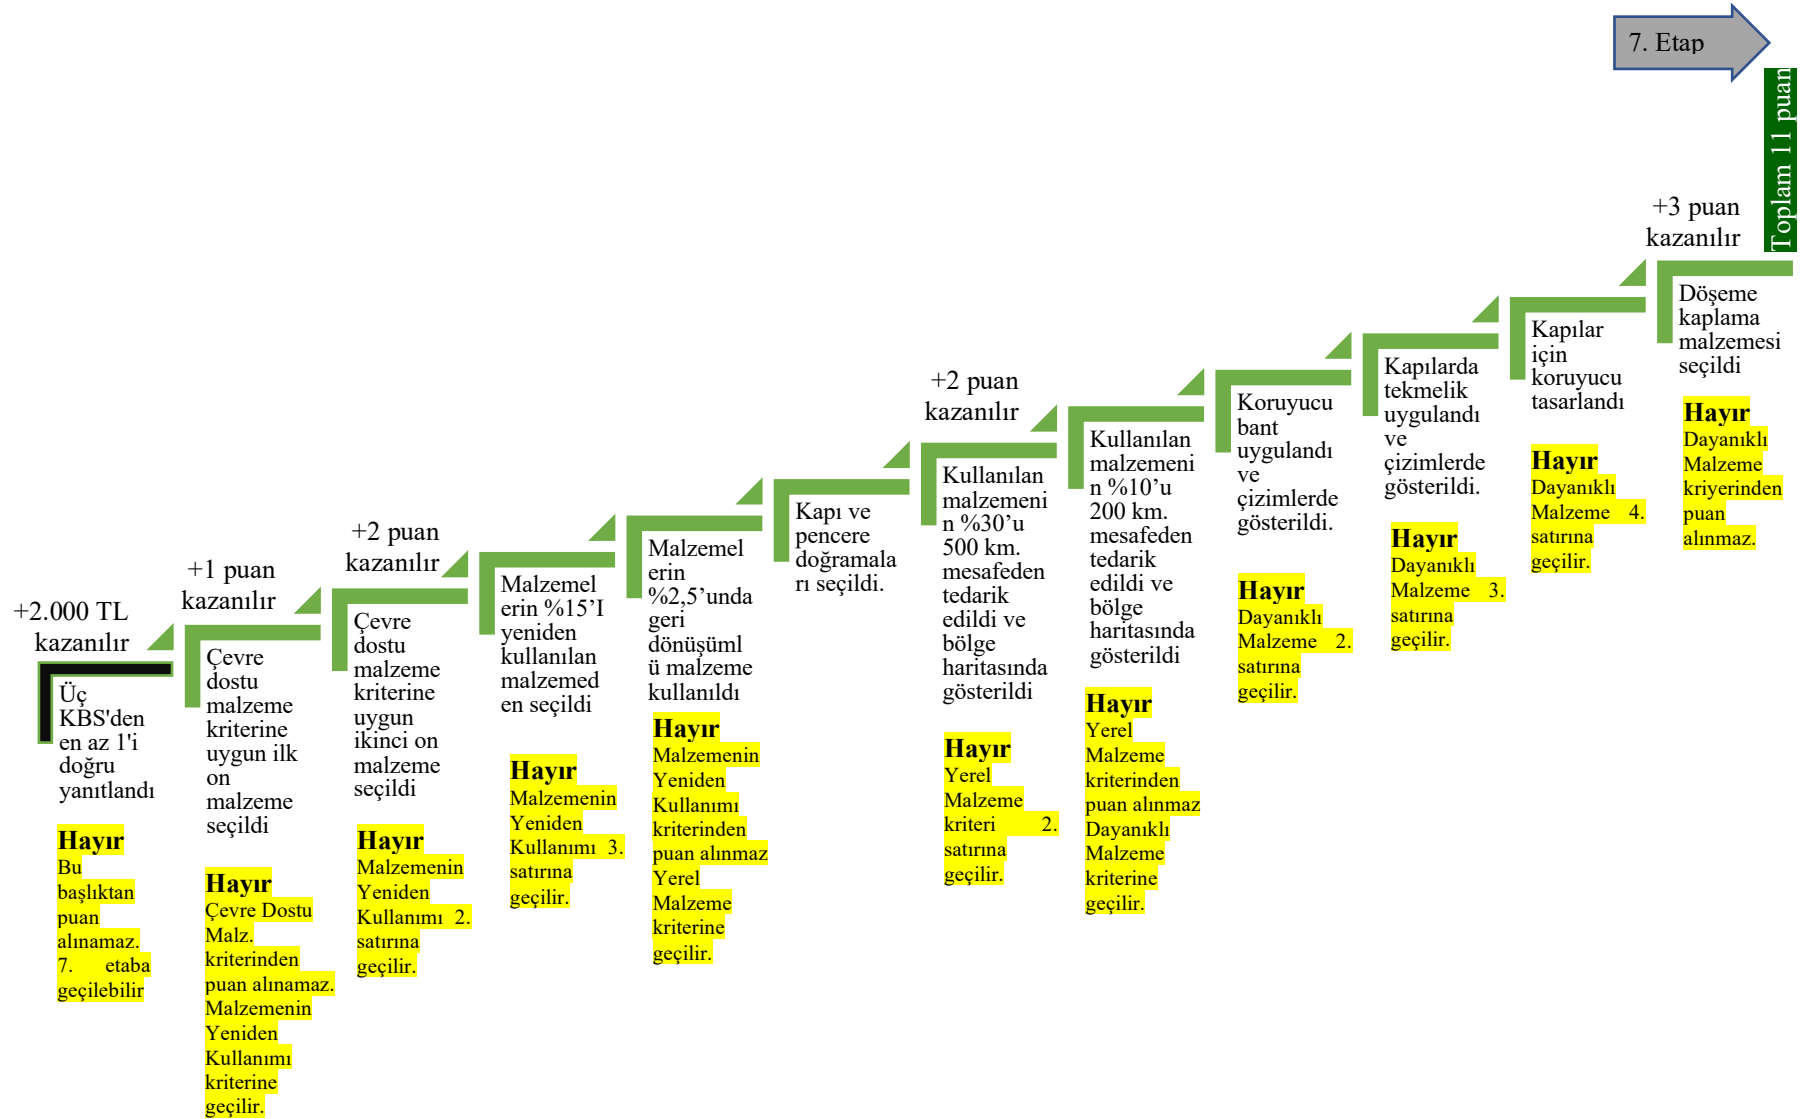 7. Etap
Toplam 11 puan
+2.000 TL
kazanılır
Üç
KBS'den
en az 1'i
doğru
yanıtlandı
Hayır
Bu
başlıktan
puan
alınamaz.
7. etaba
geçilebilir
+1 puan
kazanılır
Çevre
dostu
malzeme
kriterine
uygun ilk
on
malzeme
seçildi
Hayır
Çevre Dostu
Malz.
kriterinden
puan alınamaz.
Malzemenin
Yeniden
Kullanımı
kriterine
geçilir.
+2 puan
kazanılır
Çevre
dostu
malzeme
kriterine
uygun
ikinci on
malzeme
seçildi
Hayır
Malzemenin
Yeniden
Kullanımı 2.
satırına
geçilir.
Malzemel
erin %15’I
yeniden
kullanılan
malzemed
en seçildi
Hayır
Malzemenin
Yeniden
Kullanımı 3.
satırına
geçilir.
Malzemel
erin
%2,5’unda
geri
dönüşüml
ü malzeme
kullanıldı
Hayır
Malzemenin
Yeniden
Kullanımı
kriterinden
puan alınmaz
Yerel
Malzeme
kriterine
geçilir.
Kapı ve
pencere
doğramala
rı seçildi.
+2 puan
kazanılır
Kullanılan
malzemeni
n %30’u
500 km.
mesafeden
tedarik
edildi ve
bölge
haritasında
gösterildi
Hayır
Yerel
Malzeme
kriteri 2.
satırına
geçilir.
Kullanılan
malzemeni
n %10’u
200 km.
mesafeden
tedarik
edildi ve
bölge
haritasında
gösterildi
Hayır
Yerel
Malzeme
kriterinden
puan alınmaz
Dayanıklı
Malzeme
kriterine
geçilir.
Koruyucu
bant
uygulandı
ve
çizimlerde
gösterildi.
Hayır
Dayanıklı
Malzeme 2.
satırına
geçilir.
Kapılarda
tekmelik
uygulandı
ve
çizimlerde
gösterildi.
Hayır
Dayanıklı
Malzeme 3.
satırına
geçilir.
Kapılar
için
koruyucu
tasarlandı
Hayır
Dayanıklı
Malzeme 4.
satırına
geçilir.
+3 puan
kazanılır
Döşeme
kaplama
malzemesi
seçildi
Hayır
Dayanıklı
Malzeme
kriyerinden
puan
alınmaz.